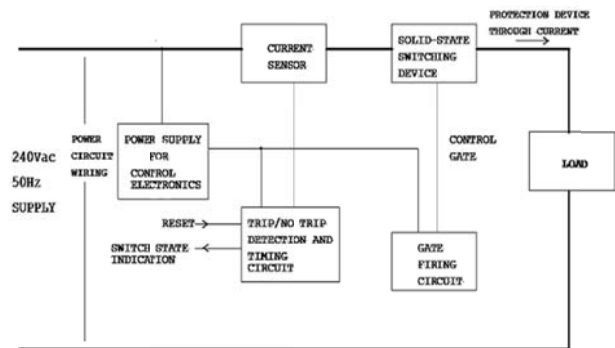 PROTECTION DEVICE
THROUGH CURRENT
CURRENT
SENSOR
SOLID-STATE
SWITCHING
DEVICE
240Vac
50Hz
SUPPLY
POWER
CIRCUIT
WIRING
POWER SUPPLY
FOR
CONTROL
ELECTRONICS
CONTROL
GATE
LOAD
RESET
SWITCH STATE
INDICATION
TRIP/NO TRIP
DETECTION AND
TIMING
CIRCUIT
GATE
FIRING
CIRCUIT